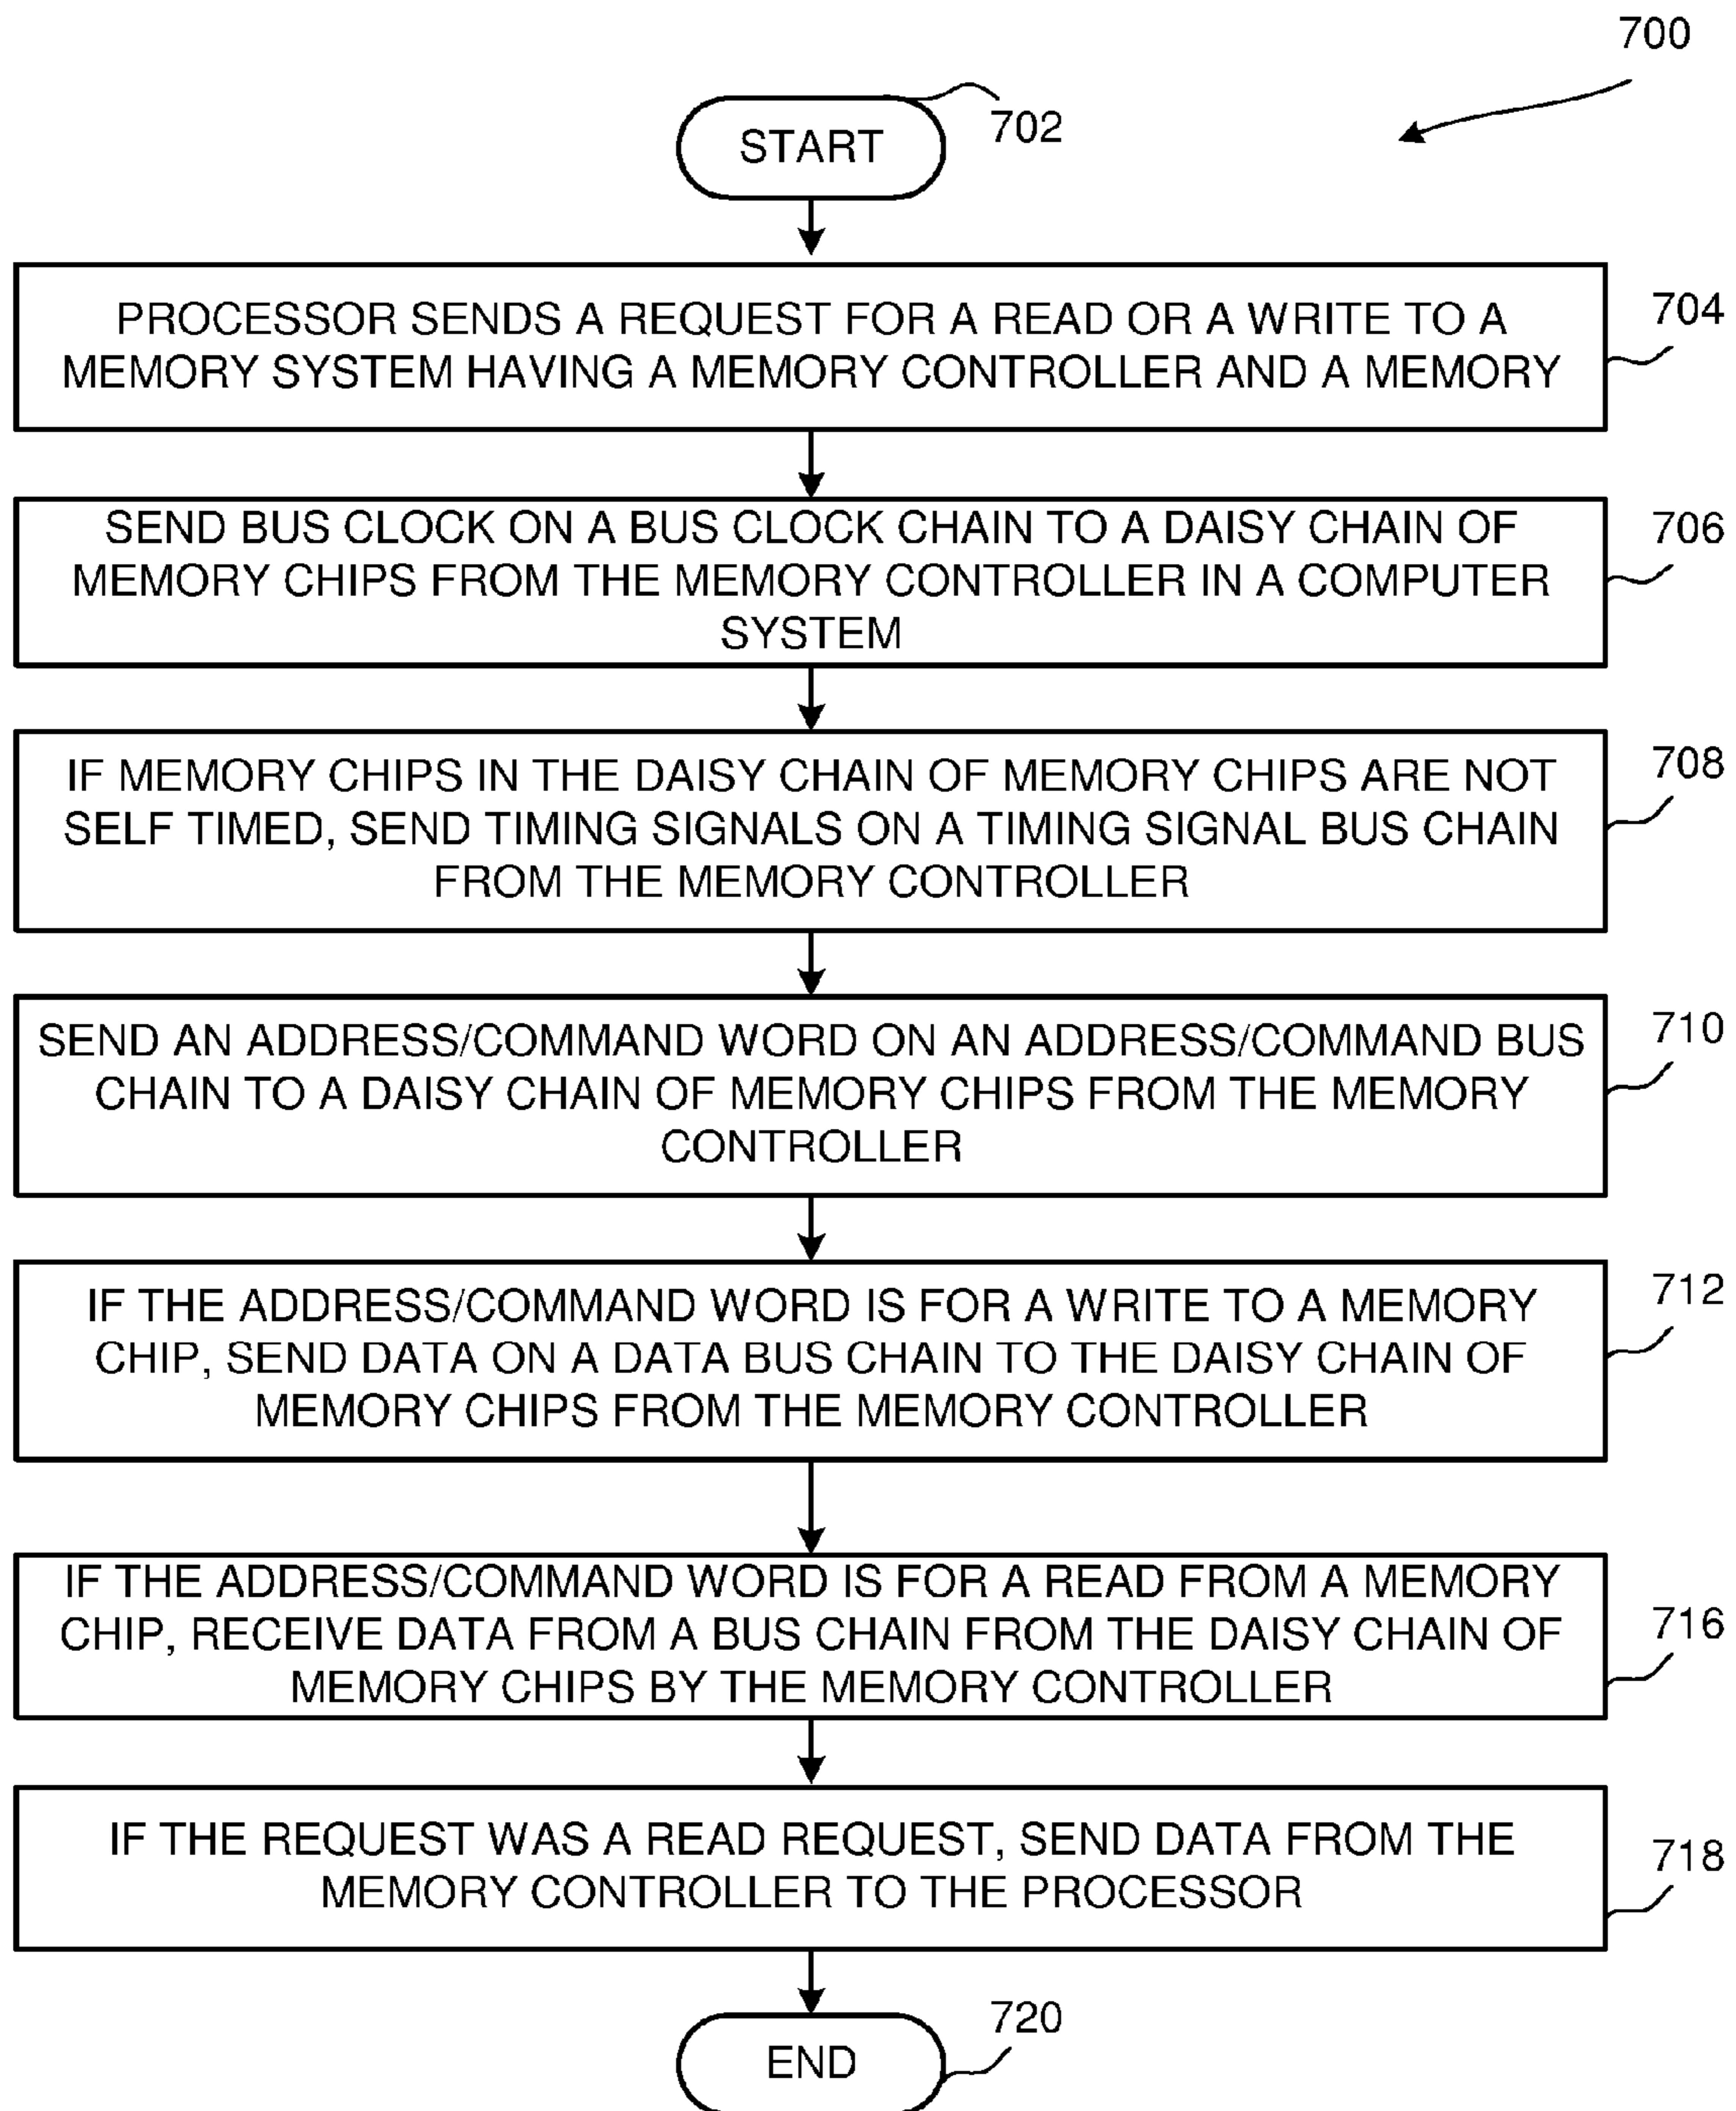 700
702
START
PROCESSOR SENDS A REQUEST FOR A READ OR A WRITE TO A
MEMORY SYSTEM HAVING A MEMORY CONTROLLER AND A MEMORY
704
SEND BUS CLOCK ON A BUS CLOCK CHAIN TO A DAISY CHAIN OF
MEMORY CHIPS FROM THE MEMORY CONTROLLER IN A COMPUTER
SYSTEM
706
IF MEMORY CHIPS IN THE DAISY CHAIN OF MEMORY CHIPS ARE NOT
SELF TIMED, SEND TIMING SIGNALS ON A TIMING SIGNAL BUS CHAIN
FROM THE MEMORY CONTROLLER
708
SEND AN ADDRESS/COMMAND WORD ON AN ADDRESS/COMMAND BUS
CHAIN TO A DAISY CHAIN OF MEMORY CHIPS FROM THE MEMORY
CONTROLLER
710
IF THE ADDRESS/COMMAND WORD IS FOR A WRITE TO A MEMORY
CHIP, SEND DATA ON A DATA BUS CHAIN TO THE DAISY CHAIN OF
MEMORY CHIPS FROM THE MEMORY CONTROLLER
712
IF THE ADDRESS/COMMAND WORD IS FOR A READ FROM A MEMORY
CHIP, RECEIVE DATA FROM A BUS CHAIN FROM THE DAISY CHAIN OF
MEMORY CHIPS BY THE MEMORY CONTROLLER
716
IF THE REQUEST WAS A READ REQUEST, SEND DATA FROM THE
MEMORY CONTROLLER TO THE PROCESSOR
718
720
END